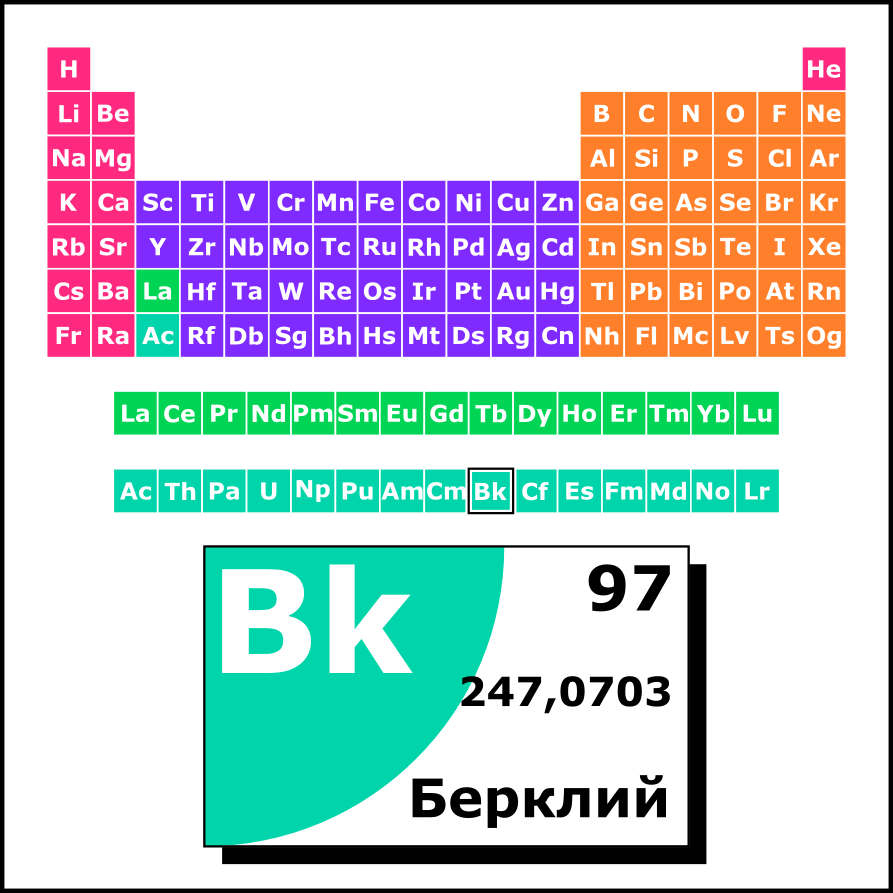 H He
Li Be B C N O F Ne
Na Mg Al Si P S Cl Ar
K Ca Sc Ti V Cr Mn Fe Co Ni Cu Zn Ga Ge As Se Br Kr
Rb Sr Y Zr Nb Mo Tc Ru Rh Pd Ag Cd In Sn Sb Te I Xe
Cs Ba La Hf Ta W Re Os Ir Pt Au Hg Tl Pb Bi Po At Rn
Fr Ra Ac Rf Db Sg Bh Hs Mt Ds Rg Cn Nh Fl Mc Lv Ts Og
La Ce Pr Nd Pm Sm Eu Gd Tb Dy Ho Er Tm Yb Lu
Ac Th Pa U Np Pu Am Cm Bk Cf Es Fm Md No Lr
Bk 97
247,0703
Берклий